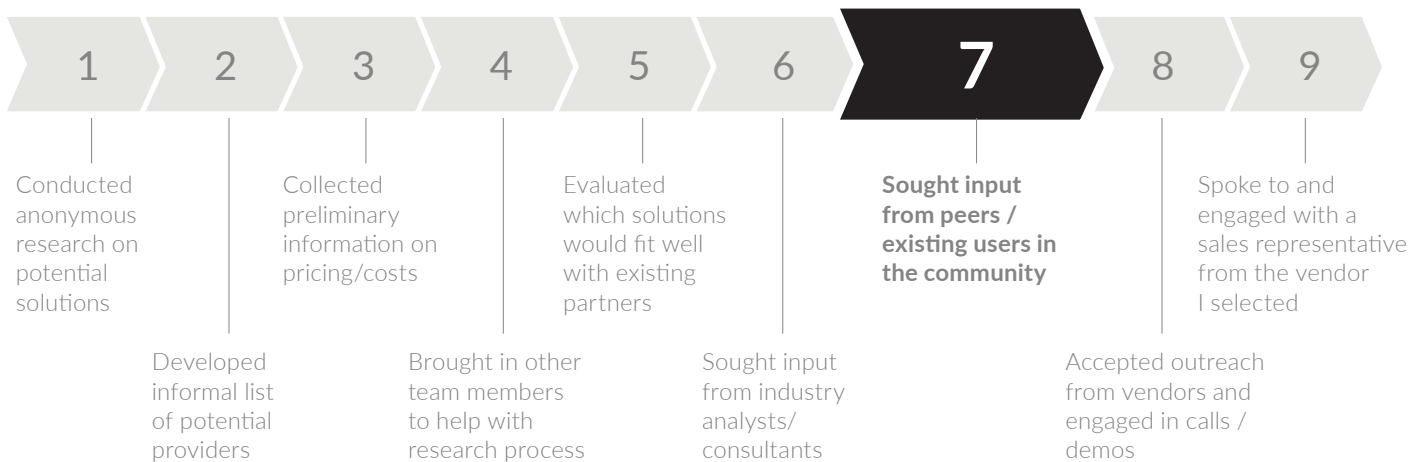 1
2
3
4
5
6
7
8
9
Conducted
anonymous
research on
potential
solutions
Developed
informal list
of potential
providers
Collected
preliminary
information on
pricing/costs
Brought in other
team members
to help with
research process
Evaluated
which solutions
would fit well
with existing
partners
Sought input
from industry
analysts/
consultants
Sought input
from peers /
existing users in
the community
Accepted outreach
from vendors and
engaged in calls /
demos
Spoke to and
engaged with a
sales representative
from the vendor
I selected